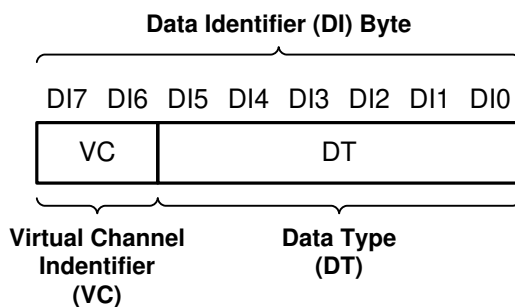 Data Identifier (DI) Byte
DI7 DI6 DI5 DI4 DI3 DI2 DI1 DI0
VC DT
Virtual Channel
Indentifier
(VC)
Data Type
(DT)